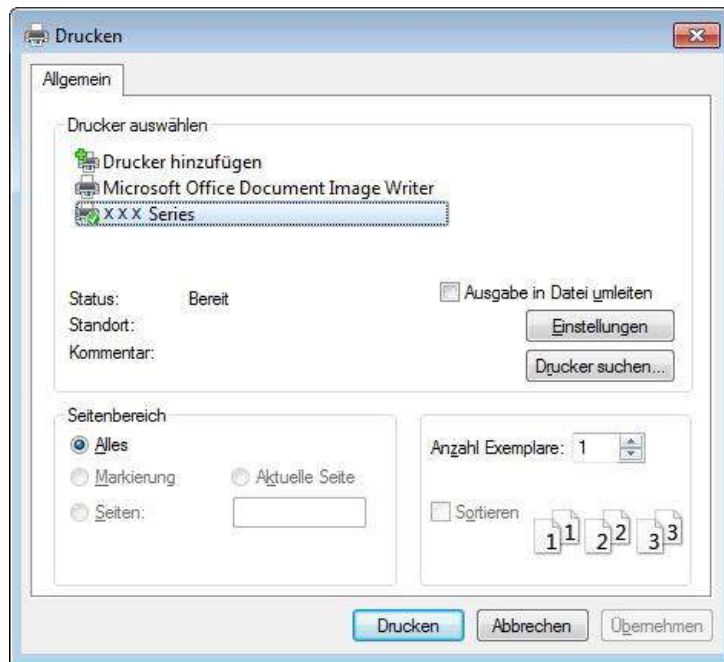 Drucken
Allgemein
Drucker auswählen
Drucker hinzufügen
Microsoft Office Document Image Writer
X X X Series
Status: Bereit
Ausgabe in Datei umleiten
Standort:
Einstellungen
Kommentar:
Drucker suchen...
Seitenbereich
Alles
Markierung
Aktuelle Seite
Seiten:
Anzahl Exemplare: 1
Sortieren
1 1 2 2 3 3
Drucken Abbrechen Übernehmen